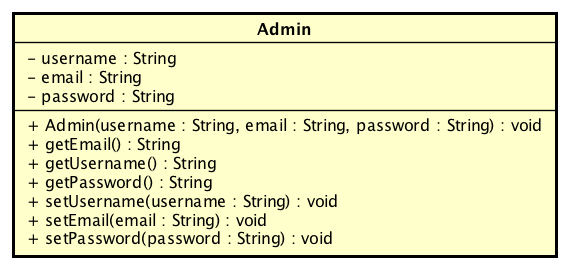 Admin
- username : String
- email : String
- password : String
+ Admin(username : String, email : String, password : String) : void
+ getEmail() : String
+ getUsername() : String
+ getPassword() : String
+ setUsername(username : String) : void
+ setEmail(email : String) : void
+ setPassword(password : String) : void